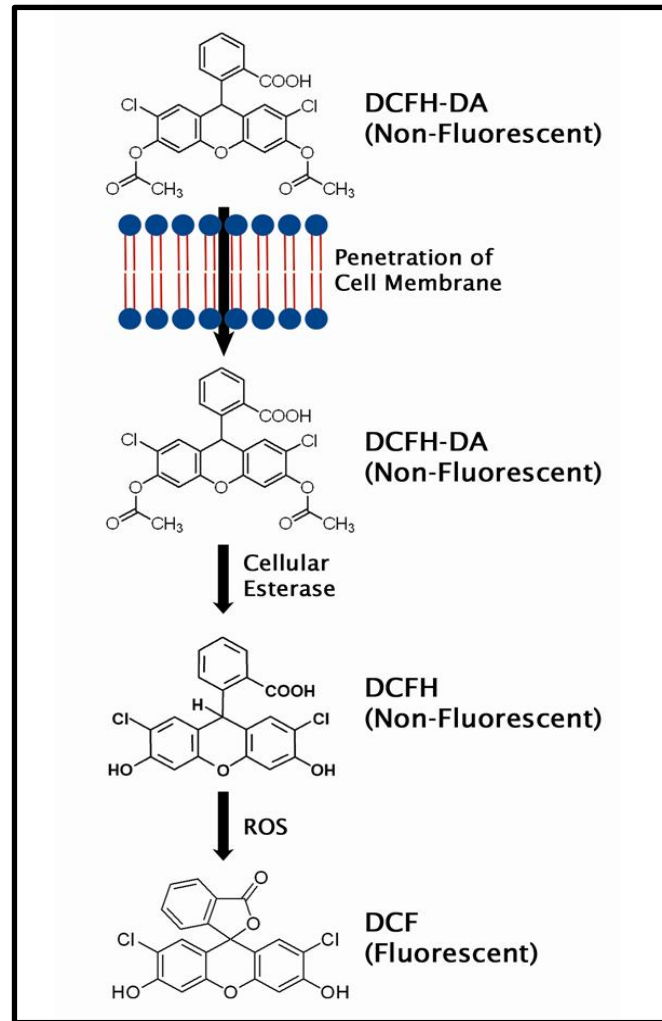 COOH
Cl
Cl
O
O
O
O
CH3
O
CH3
DCFH-DA
(Non-Fluorescent)
Penetration of
Cell Membrane
COOH
Cl
Cl
O
O
O
O
CH3
O
CH3
DCFH-DA
(Non-Fluorescent)
Cellular
Esterase
COOH
H
Cl
Cl
HO
O
OH
DCFH
(Non-Fluorescent)
ROS
O
O
Cl
Cl
HO
O
OH
DCF
(Fluorescent)